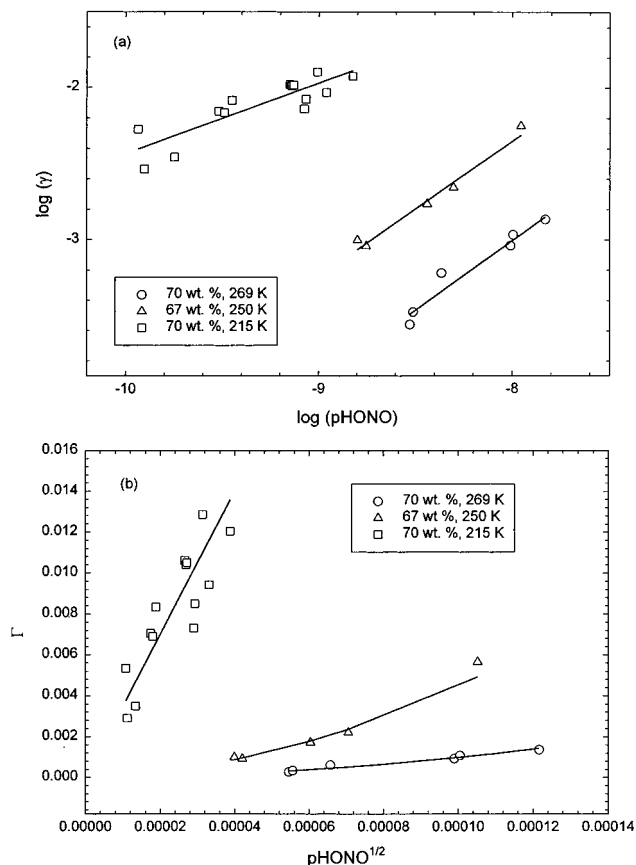 (a)
-2
-3
log (γ)
70 wt. %, 269 K
67 wt. %, 250 K
70 wt. %, 215 K
-10 -9 -8
log (pHONO)
0.016
0.014
0.012
0.010
0.008
0.006
0.004
0.002
0.000
(b)
Γ
70 wt. %, 269 K
67 wt %, 250 K
70 wt. %, 215 K
0.00000 0.00002 0.00004 0.00006 0.00008 0.00010 0.00012 0.00014
pHONO^1/2